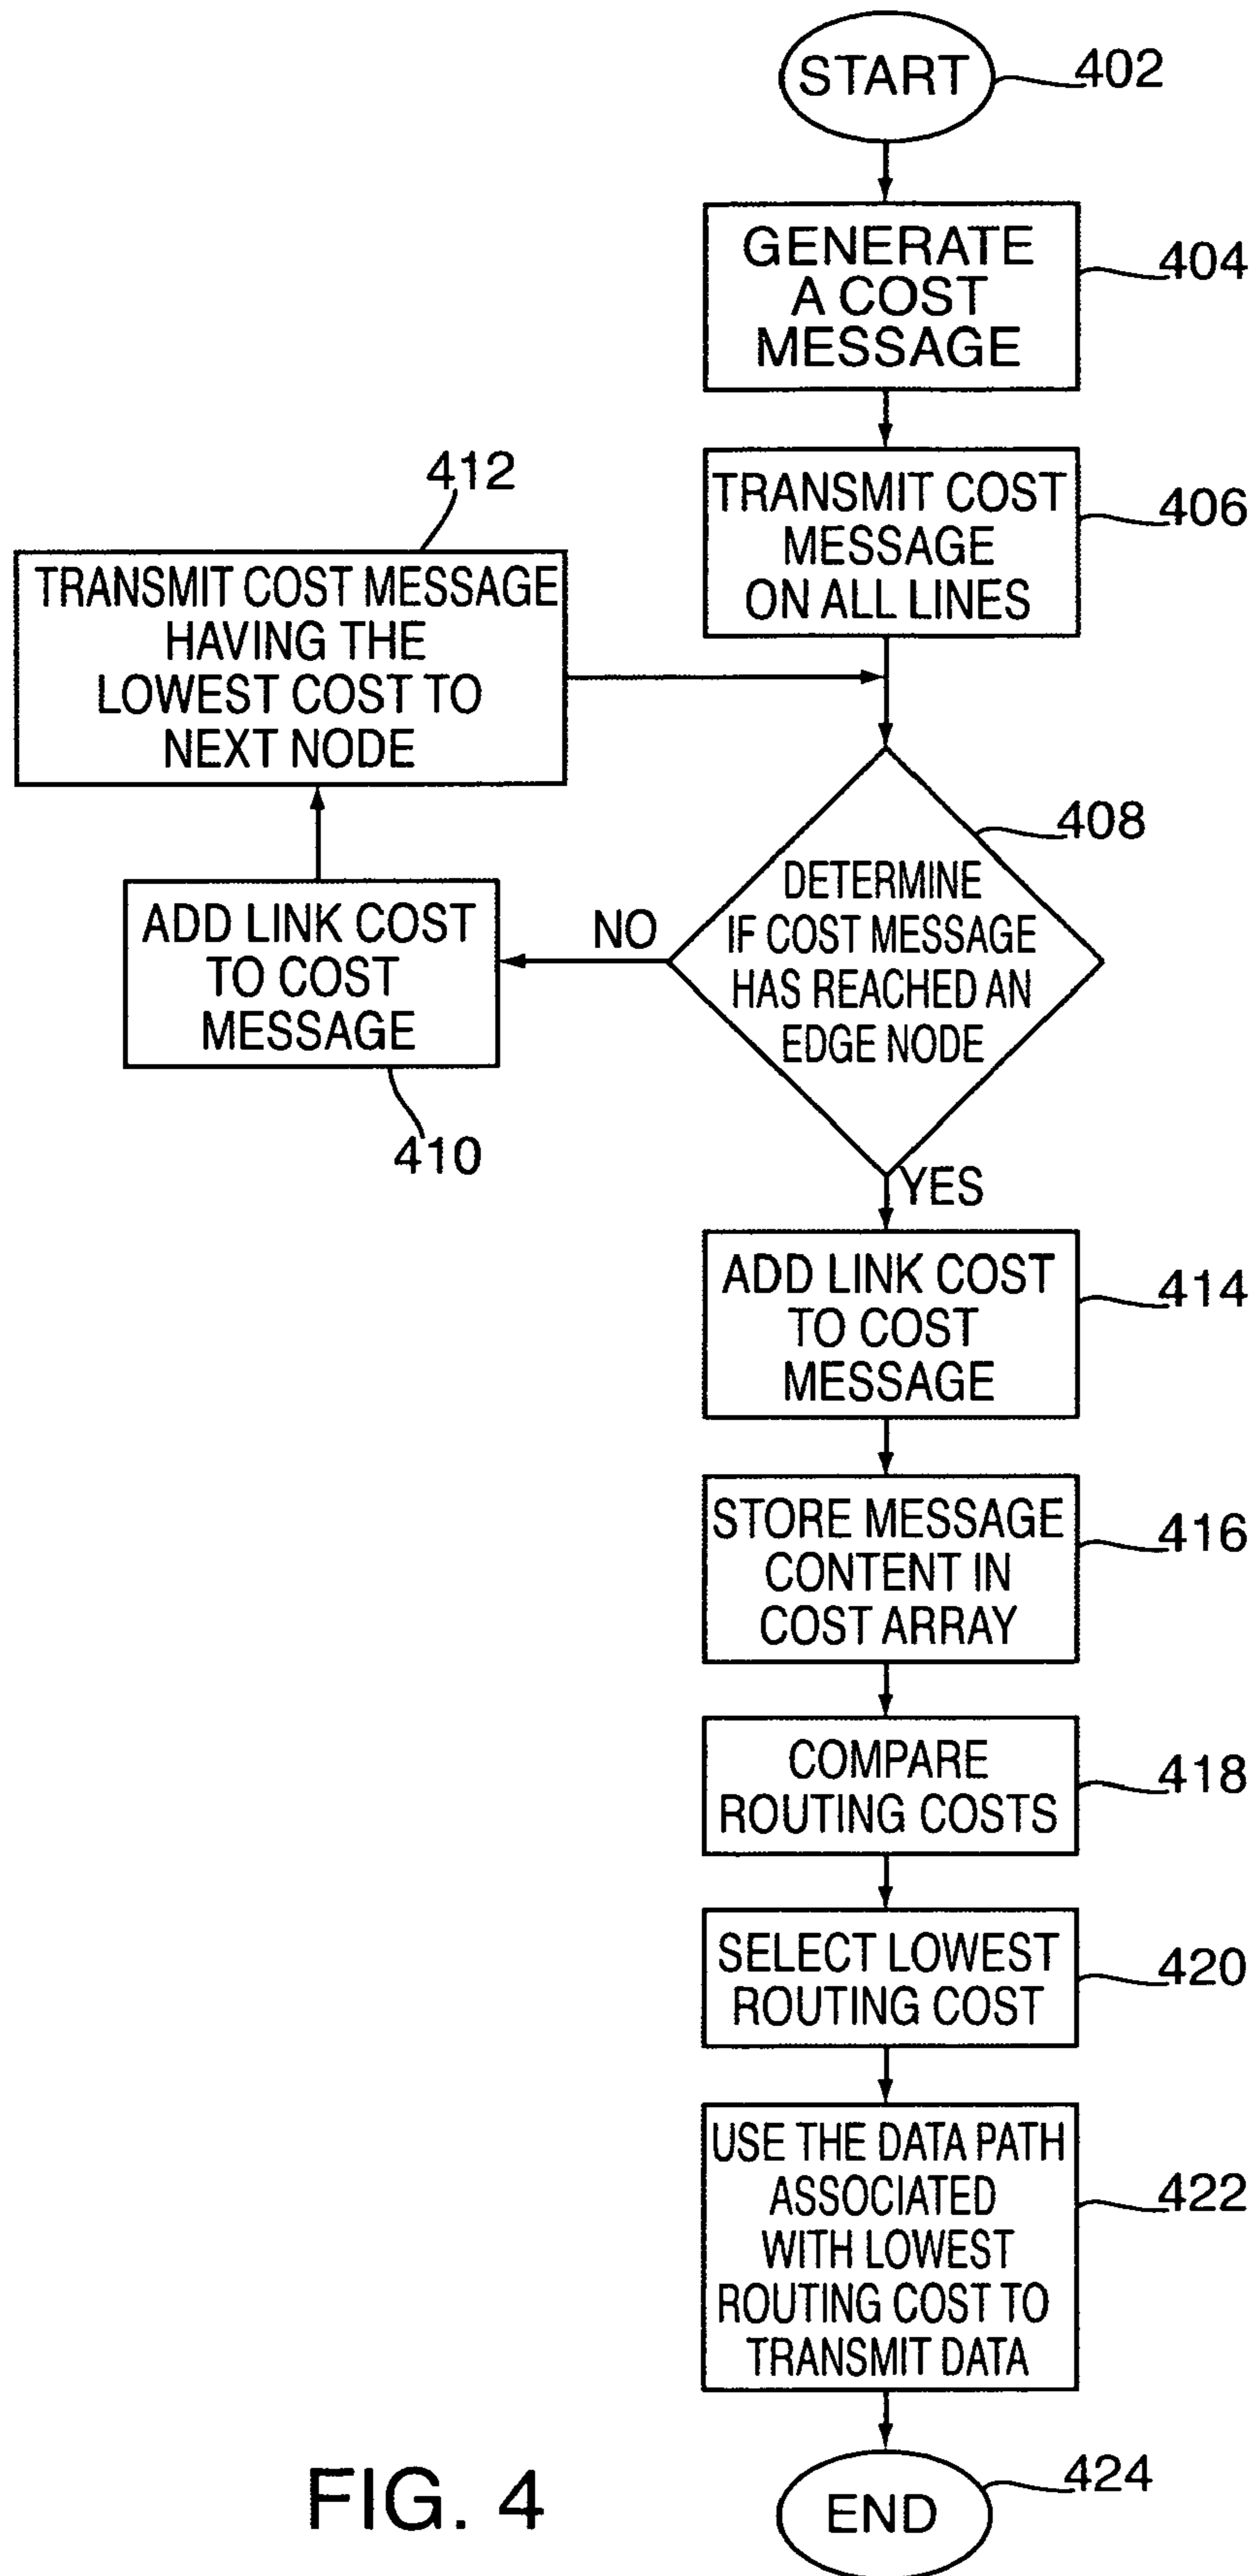 START
402
GENERATE
A COST
MESSAGE
404
TRANSMIT COST
MESSAGE
ON ALL LINES
406
412
TRANSMIT COST MESSAGE
HAVING THE
LOWEST COST TO
NEXT NODE
408
DETERMINE
IF COST MESSAGE
HAS REACHED AN
EDGE NODE
NO
ADD LINK COST
TO COST
MESSAGE
410
YES
ADD LINK COST
TO COST
MESSAGE
414
STORE MESSAGE
CONTENT IN
COST ARRAY
416
COMPARE
ROUTING COSTS
418
SELECT LOWEST
ROUTING COST
420
USE THE DATA PATH
ASSOCIATED
WITH LOWEST
ROUTING COST TO
TRANSMIT DATA
422
END
424
FIG. 4